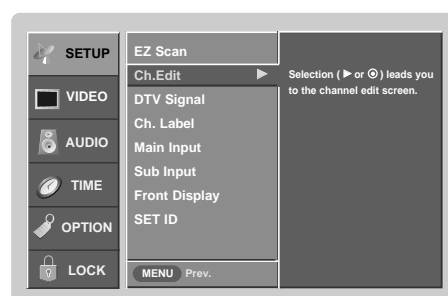 SETUP
VIDEO
AUDIO
TIME
OPTION
LOCK
EZ Scan
Ch.Edit ▶
DTV Signal
Ch. Label
Main Input
Sub Input
Front Display
SET ID
MENU Prev.
Selection ( ▶ or ⊙ ) leads you
to the channel edit screen.